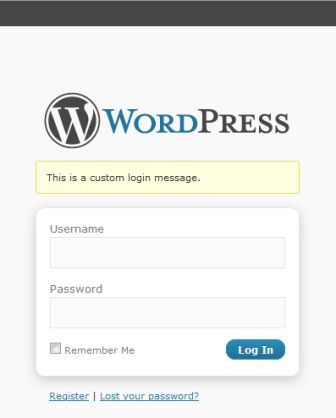 WORDPRESS
This is a custom login message.
Username
Password
Remember Me
Log In
Register | Lost your password?